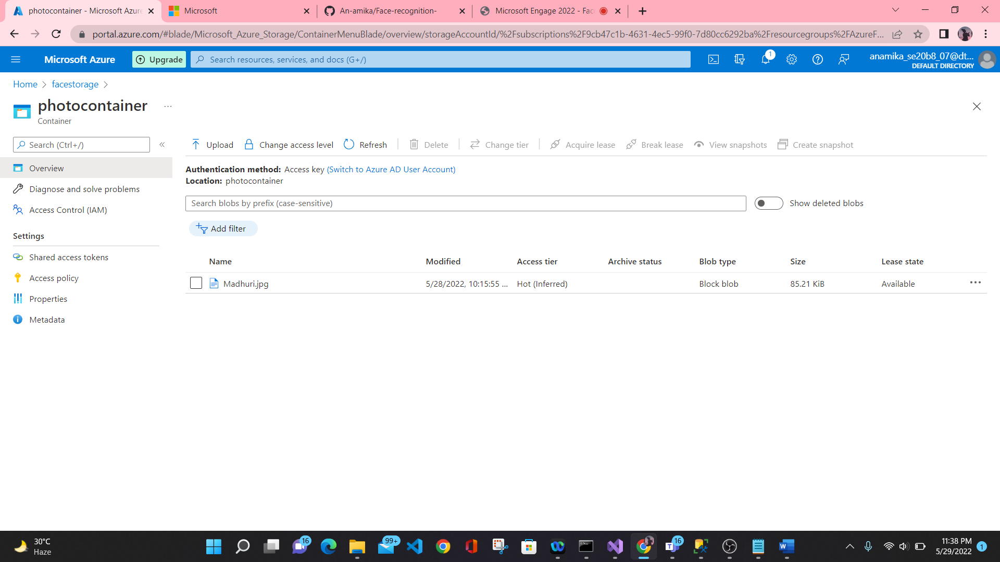 photocontainer - Microsoft Azure
Microsoft
An-amika/Face-recognition-
Microsoft Engage 2022 - Fac
portal.azure.com/#blade/Microsoft_Azure_Storage/ContainerMenuBlade/overview/storageAccountId/%2Fsubscriptions%2F9cb47c1b-4631-4ec5-99f0-7d80cc6292ba%2Fresourcegroups%2FAzureF...
Microsoft Azure
Upgrade
Search resources, services, and docs (G+/)
1
anamika_se20b8_07@dt...
DEFAULT DIRECTORY
Home > facestorage >
photocontainer ...
Container
Search (Ctrl+/)
«
Upload
Change access level
Refresh
Delete
Change tier
Acquire lease
Break lease
View snapshots
Create snapshot
Overview
Diagnose and solve problems
Access Control (IAM)
Settings
Shared access tokens
Access policy
Properties
Metadata
Authentication method: Access key (Switch to Azure AD User Account)
Location: photocontainer
Search blobs by prefix (case-sensitive)
Show deleted blobs
Add filter
Name Modified Access tier Archive status Blob type Size Lease state
Madhuri.jpg 5/28/2022, 10:15:55 ... Hot (Inferred) Block blob 85.21 KiB Available ...
30°C
Haze
16
99+
16
11:38 PM
5/29/2022
1